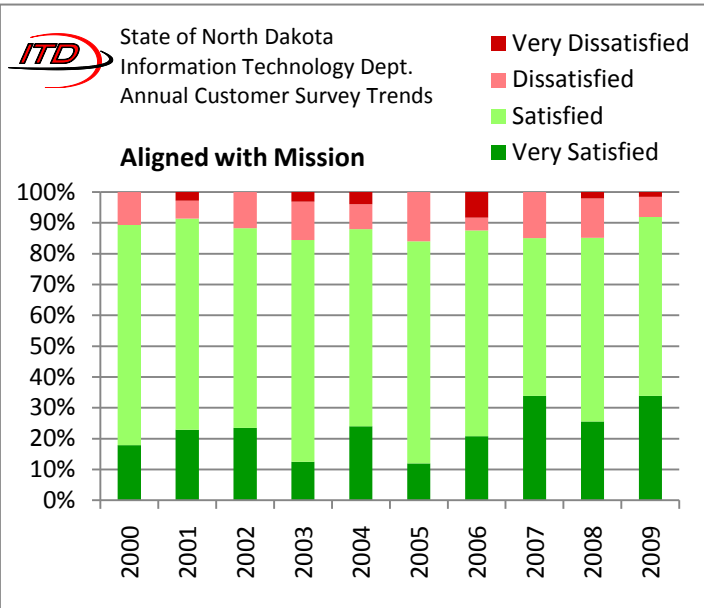 ITD
State of North Dakota
Information Technology Dept.
Annual Customer Survey Trends
Very Dissatisfied
Dissatisfied
Satisfied
Very Satisfied
Aligned with Mission
100%
90%
80%
70%
60%
50%
40%
30%
20%
10%
0%
2000
2001
2002
2003
2004
2005
2006
2007
2008
2009